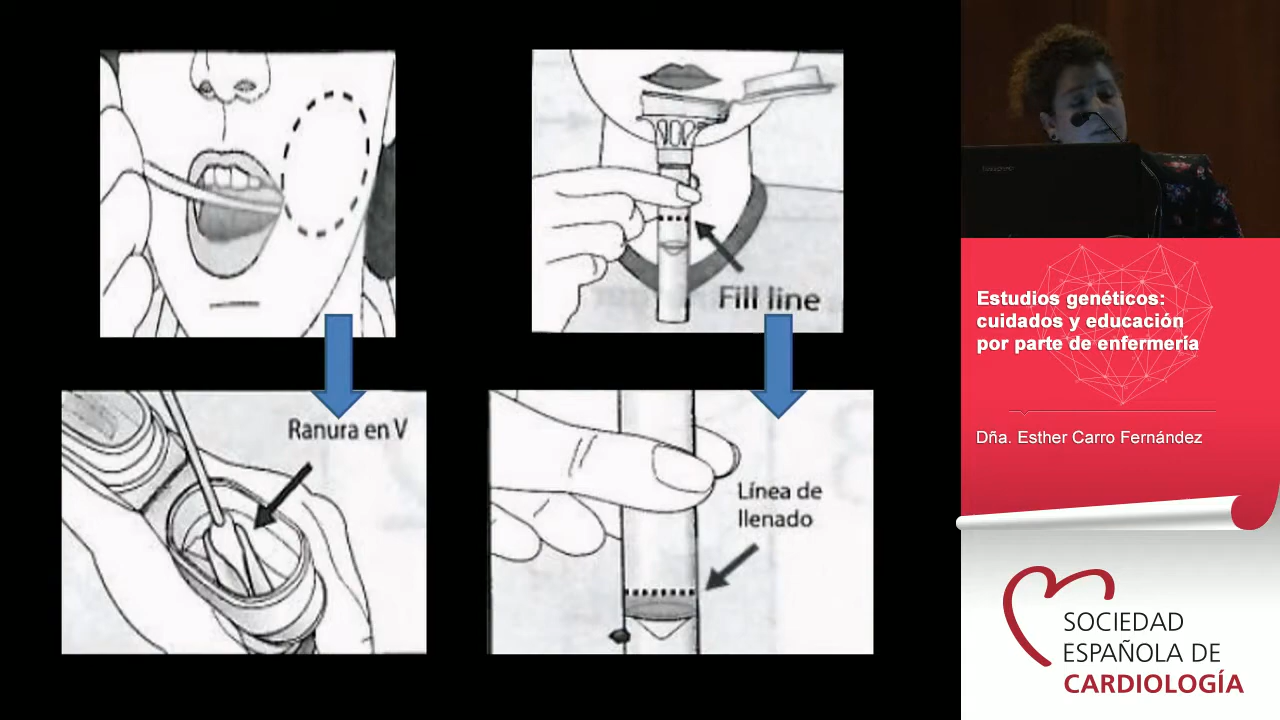 Fill line
Ranura en V
Línea de
llenado
Estudios genéticos:
cuidados y educación
por parte de enfermería
Dña. Esther Carro Fernández
SOCIEDAD
ESPAÑOLA DE
CARDIOLOGÍA